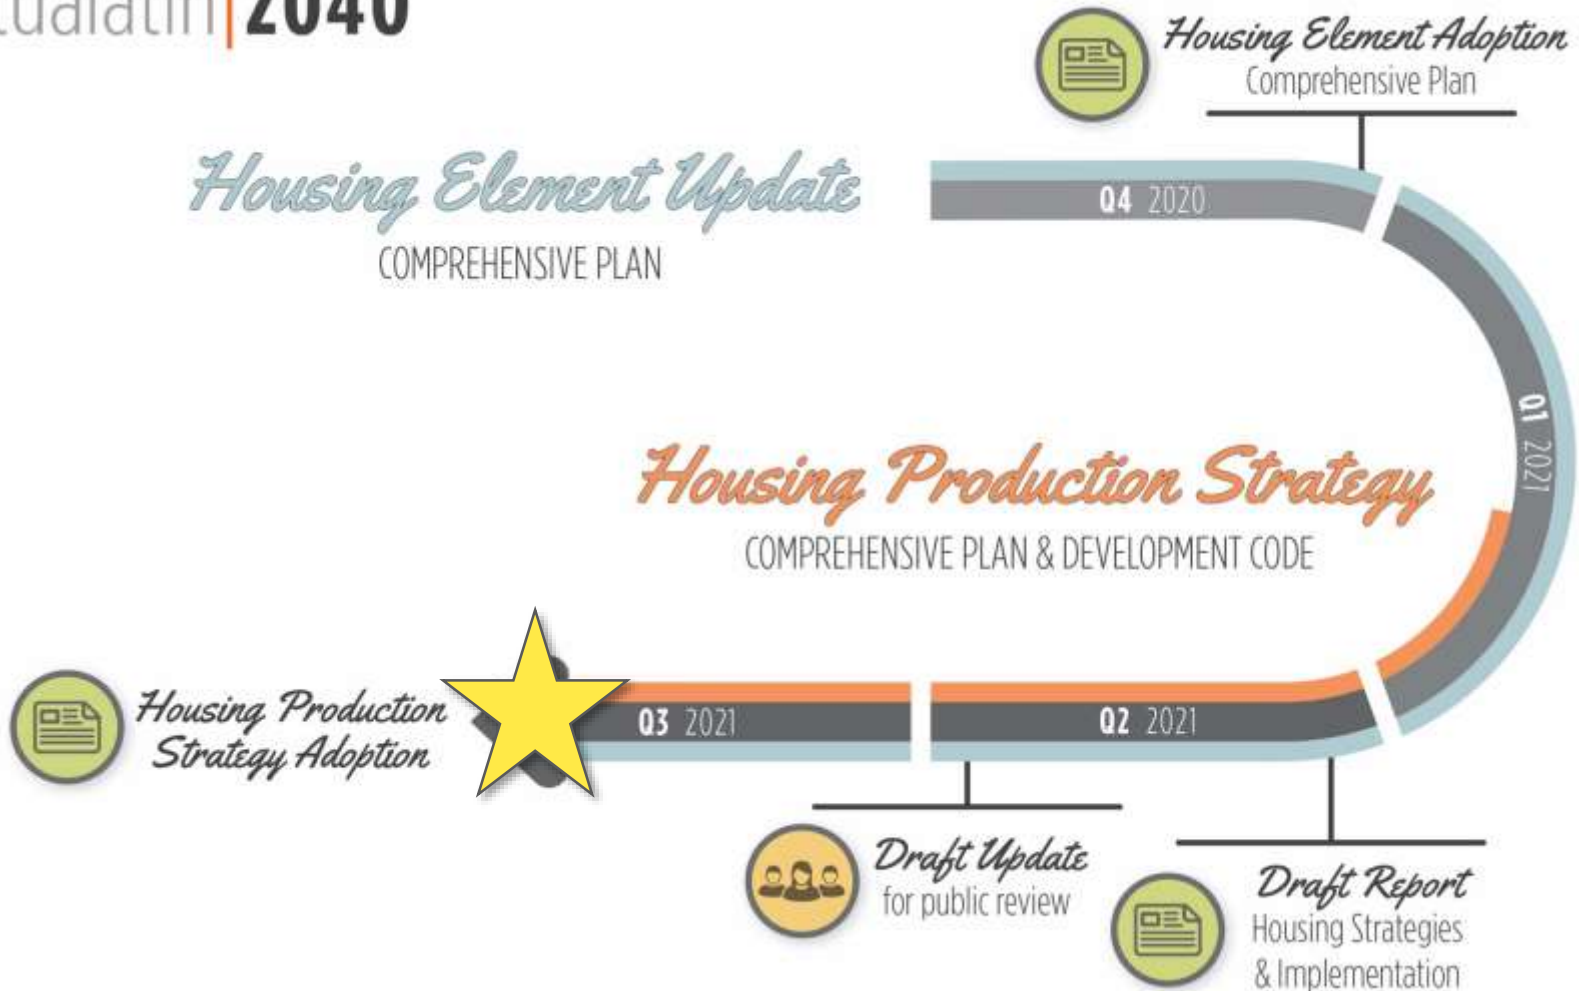 tualatin|2040
Housing Element Adoption
Comprehensive Plan
Housing Element Update
COMPREHENSIVE PLAN
Q4 2020
Q1 2021
Housing Production Strategy
COMPREHENSIVE PLAN & DEVELOPMENT CODE
Housing Production
Strategy Adoption
Q3 2021
Q2 2021
Draft Update
for public review
Draft Report
Housing Strategies
& Implementation